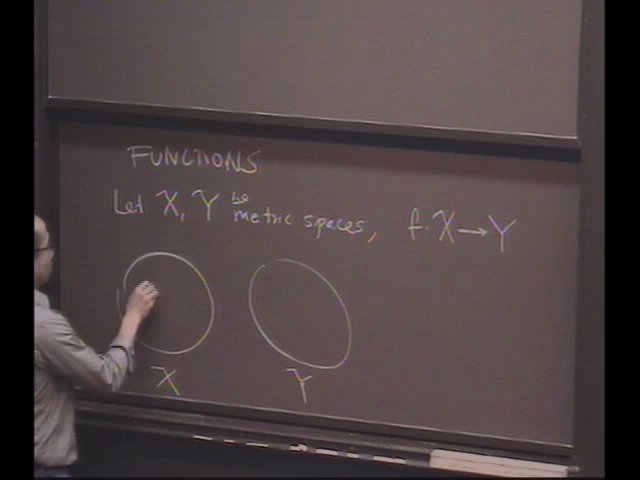 FUNCTIONS
Let X, Y be metric spaces, f: X→Y
X Y